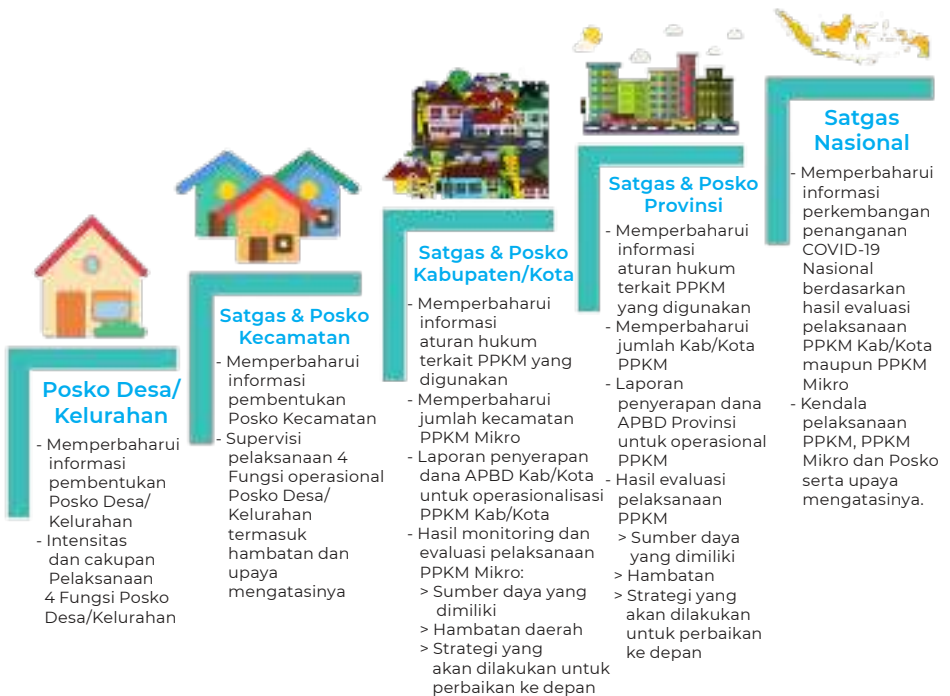 Posko Desa/
Kelurahan
- Memperbaharui
informasi
pembentukan
Posko Desa/
Kelurahan
- Intensitas
dan cakupan
Pelaksanaan
4 Fungsi Posko
Desa/Kelurahan
Satgas & Posko
Kecamatan
- Memperbaharui
informasi
pembentukan
Posko Kecamatan
- Supervisi
pelaksanaan 4
Fungsi operasional
Posko Desa/
Kelurahan
termasuk
hambatan dan
upaya
mengatasinya
Satgas & Posko
Kabupaten/Kota
- Memperbaharui
informasi
aturan hukum
terkait PPKM yang
digunakan
- Memperbaharui
jumlah kecamatan
PPKM Mikro
- Laporan penyerapan
dana APBD Kab/Kota
untuk operasionalisasi
PPKM Kab/Kota
- Hasil monitoring dan
evaluasi pelaksanaan
PPKM Mikro:
> Sumber daya yang
dimiliki
> Hambatan daerah
> Strategi yang
akan dilakukan untuk
perbaikan ke depan
Satgas & Posko
Provinsi
- Memperbaharui
informasi
aturan hukum
terkait PPKM
yang digunakan
- Memperbaharui
jumlah Kab/Kota
PPKM
- Laporan
penyerapan dana
APBD Provinsi
untuk operasional
PPKM
- Hasil evaluasi
pelaksanaan
PPKM
> Sumber daya
yang dimiliki
> Hambatan
> Strategi yang
akan dilakukan
untuk perbaikan
ke depan
Satgas
Nasional
- Memperbaharui
informasi
perkembangan
penanganan
COVID-19
Nasional
berdasarkan
hasil evaluasi
pelaksanaan
PPKM Kab/Kota
maupun PPKM
Mikro
- Kendala
pelaksanaan
PPKM, PPKM
Mikro dan Posko
serta upaya
mengatasinya.